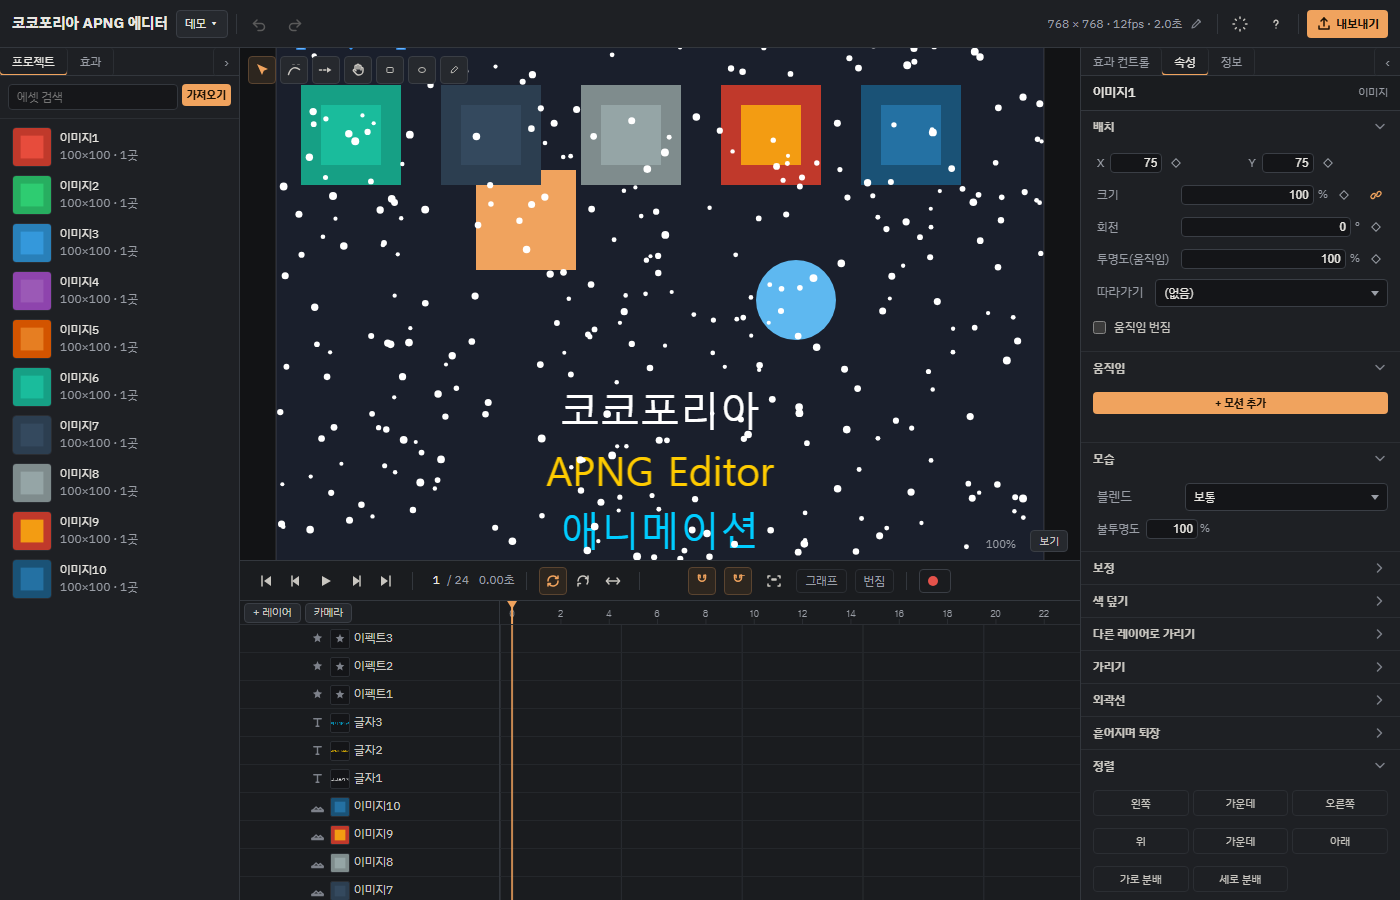 코코포리아 APNG 에디터
데모
768 × 768 · 12fps · 2.0초
?
내보내기
프로젝트
효과
에셋 검색
가져오기
이미지1
100×100 · 1곳
이미지2
100×100 · 1곳
이미지3
100×100 · 1곳
이미지4
100×100 · 1곳
이미지5
100×100 · 1곳
이미지6
100×100 · 1곳
이미지7
100×100 · 1곳
이미지8
100×100 · 1곳
이미지9
100×100 · 1곳
이미지10
100×100 · 1곳
코코포리아
APNG Editor
애니메이션
100%
보기
1 / 24 0.00초
그래프
번짐
+ 레이어
카메라
0 2 4 6 8 10 12 14 16 18 20 22
이펙트3
이펙트2
이펙트1
T 글자3
T 글자2
T 글자1
이미지10
이미지9
이미지8
이미지7
효과 컨트롤
속성
정보
이미지1
이미지
배치
X 75
Y 75
크기 100 %
회전 0 °
투명도(움직임) 100 %
따라가기 (없음)
움직임 번짐
움직임
+ 모션 추가
모습
블렌드 보통
불투명도 100 %
보정
색 덮기
다른 레이어로 가리기
가리기
외곽선
흩어지며 퇴장
정렬
왼쪽
가운데
오른쪽
위
가운데
아래
가로 분배
세로 분배